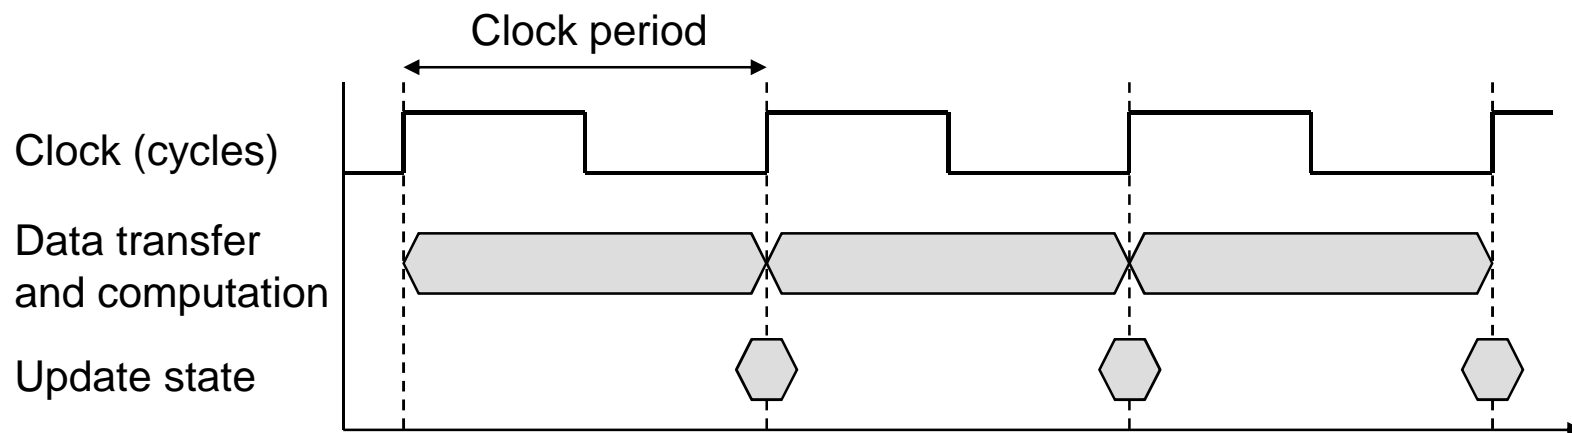 Clock period
Clock (cycles)
Data transfer
and computation
Update state